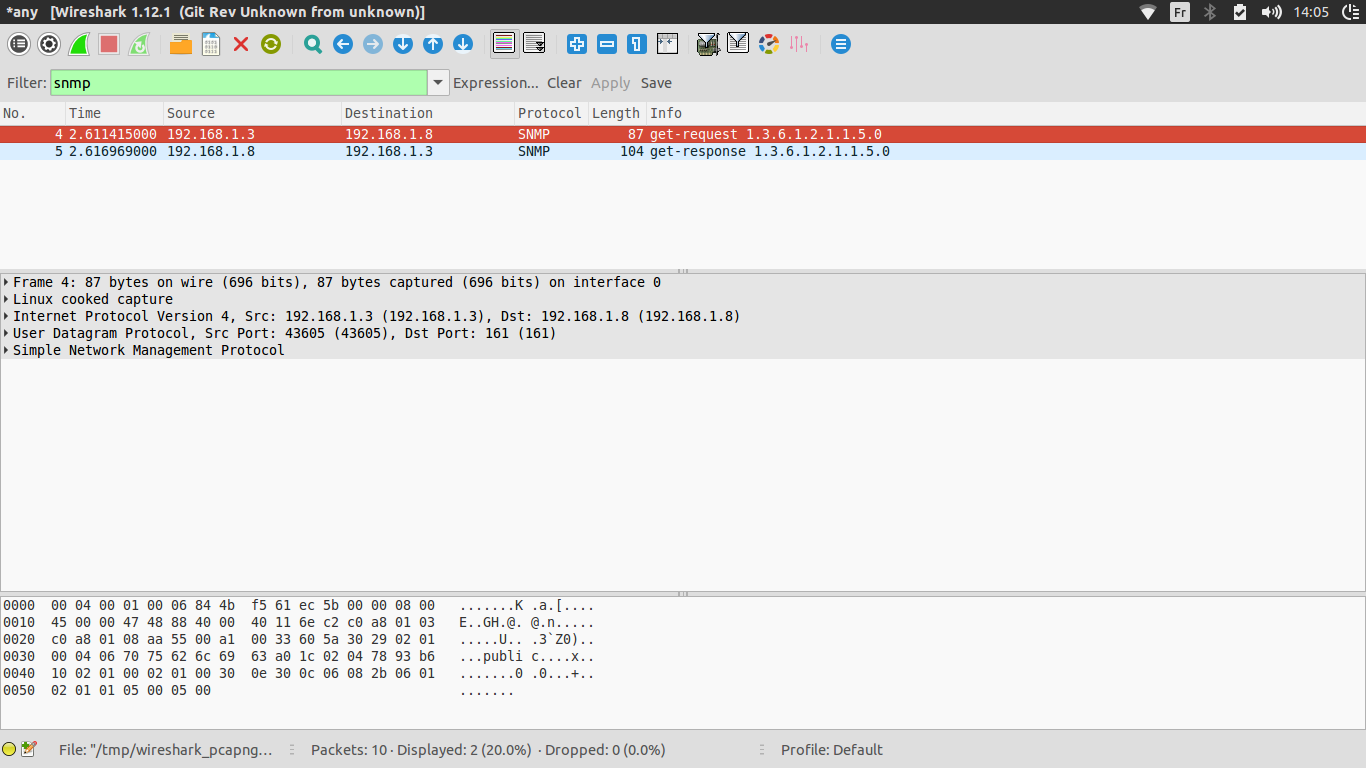 *any   [Wireshark 1.12.1  (Git Rev Unknown from unknown)]
Fr
14:05
Filter: snmp Expression... Clear Apply Save
No. Time Source Destination Protocol Length Info
4 2.611415000 192.168.1.3 192.168.1.8 SNMP 87 get-request 1.3.6.1.2.1.1.5.0
5 2.616969000 192.168.1.8 192.168.1.3 SNMP 104 get-response 1.3.6.1.2.1.1.5.0
Frame 4: 87 bytes on wire (696 bits), 87 bytes captured (696 bits) on interface 0
Linux cooked capture
Internet Protocol Version 4, Src: 192.168.1.3 (192.168.1.3), Dst: 192.168.1.8 (192.168.1.8)
User Datagram Protocol, Src Port: 43605 (43605), Dst Port: 161 (161)
Simple Network Management Protocol
0000  00 04 00 01 00 06 84 4b  f5 61 ec 5b 00 00 08 00   .......K .a.[....
0010  45 00 00 47 48 88 40 00  40 11 6e c2 c0 a8 01 03   E..GH.@. @.n.....
0020  c0 a8 01 08 aa 55 00 a1  00 33 60 5a 30 29 02 01   .....U.. .3`Z0)..
0030  00 04 06 70 75 62 6c 69  63 a0 1c 02 04 78 93 b6   ...publi c....x..
0040  10 02 01 00 02 01 00 30  0e 30 0c 06 08 2b 06 01   .......0 .0...+..
0050  02 01 01 05 00 05 00   .......
File: "/tmp/wireshark_pcapng... Packets: 10 · Displayed: 2 (20.0%) · Dropped: 0 (0.0%) Profile: Default